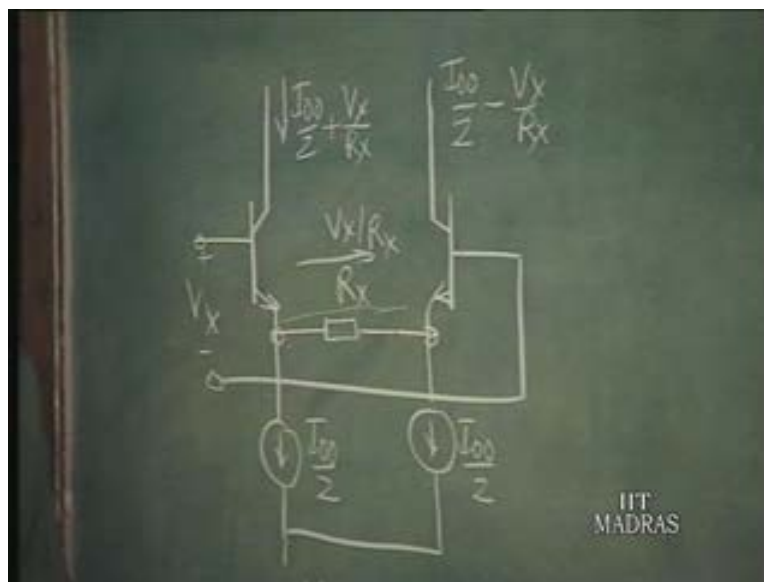 I00/2 + Vx/Rx
I00/2 - Vx/Rx
Vx/Rx
Rx
+
Vx
-
I00/2
I00/2
IIT
MADRAS